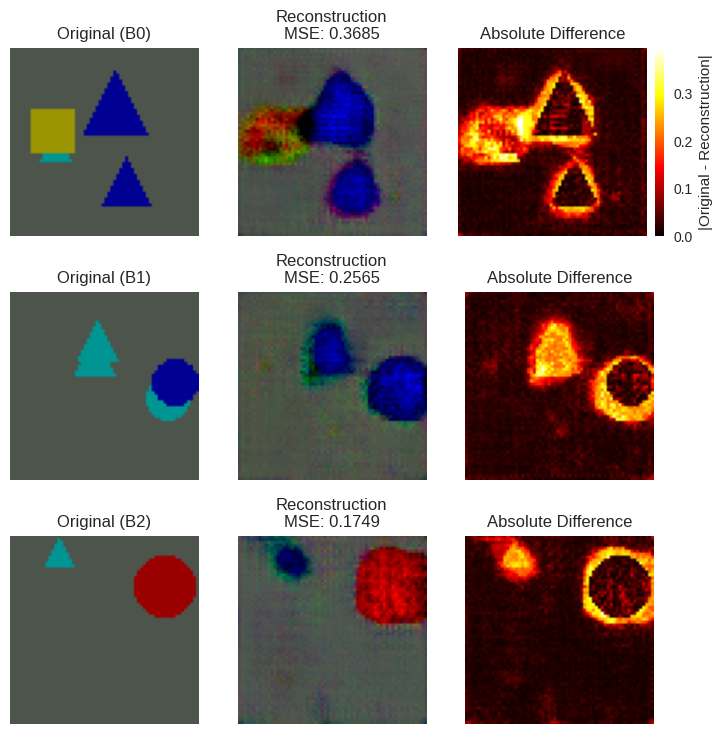 Original (B0)
Reconstruction
MSE: 0.3685
Absolute Difference
0.3
0.2
0.1
0.0
|Original - Reconstruction|
Original (B1)
Reconstruction
MSE: 0.2565
Absolute Difference
Original (B2)
Reconstruction
MSE: 0.1749
Absolute Difference